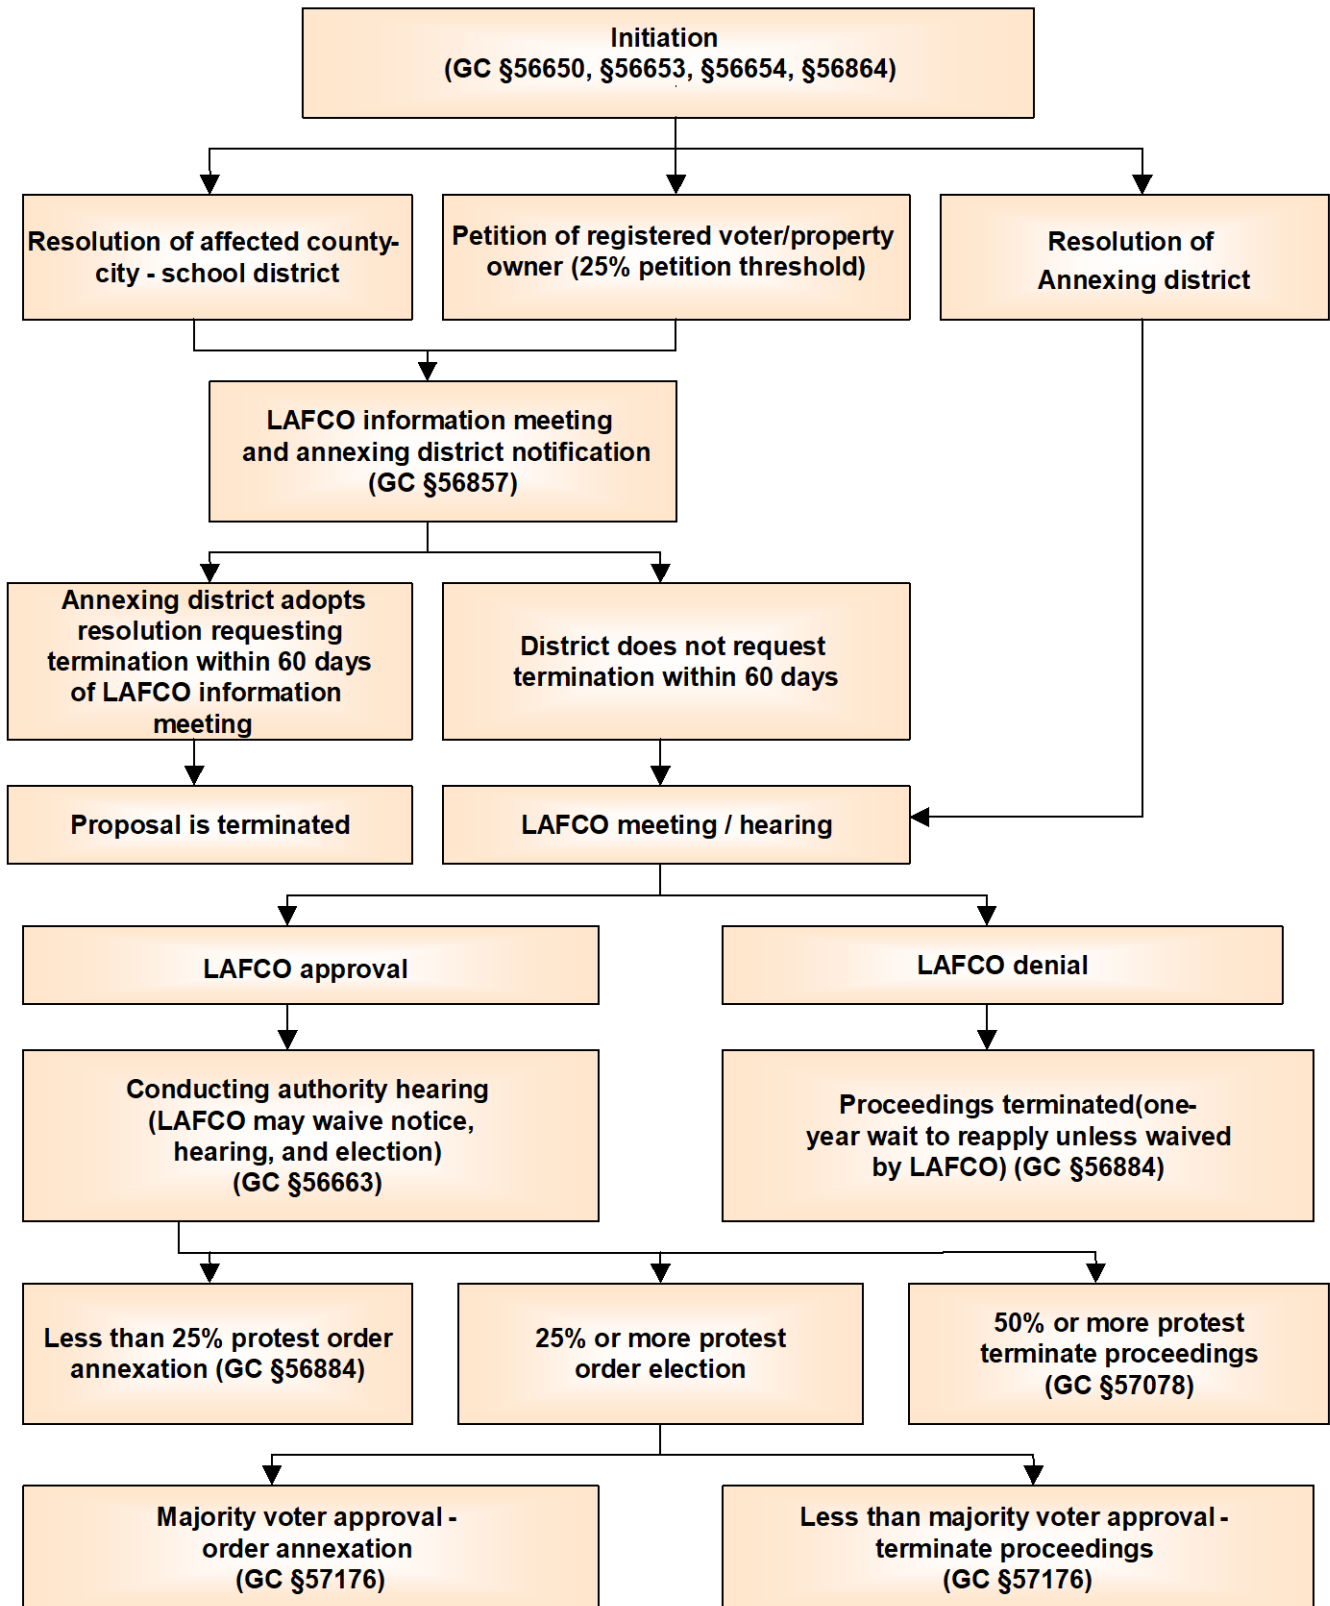 Initiation
(GC §56650, §56653, §56654, §56864)
Resolution of affected county-
city - school district
Petition of registered voter/property
owner (25% petition threshold)
Resolution of
Annexing district
LAFCO information meeting
and annexing district notification
(GC §56857)
Annexing district adopts
resolution requesting
termination within 60 days
of LAFCO information
meeting
District does not request
termination within 60 days
Proposal is terminated
LAFCO meeting / hearing
LAFCO approval
LAFCO denial
Conducting authority hearing
(LAFCO may waive notice,
hearing, and election)
(GC §56663)
Proceedings terminated(one-
year wait to reapply unless waived
by LAFCO) (GC §56884)
Less than 25% protest order
annexation (GC §56884)
25% or more protest
order election
50% or more protest
terminate proceedings
(GC §57078)
Majority voter approval -
order annexation
(GC §57176)
Less than majority voter approval -
terminate proceedings
(GC §57176)